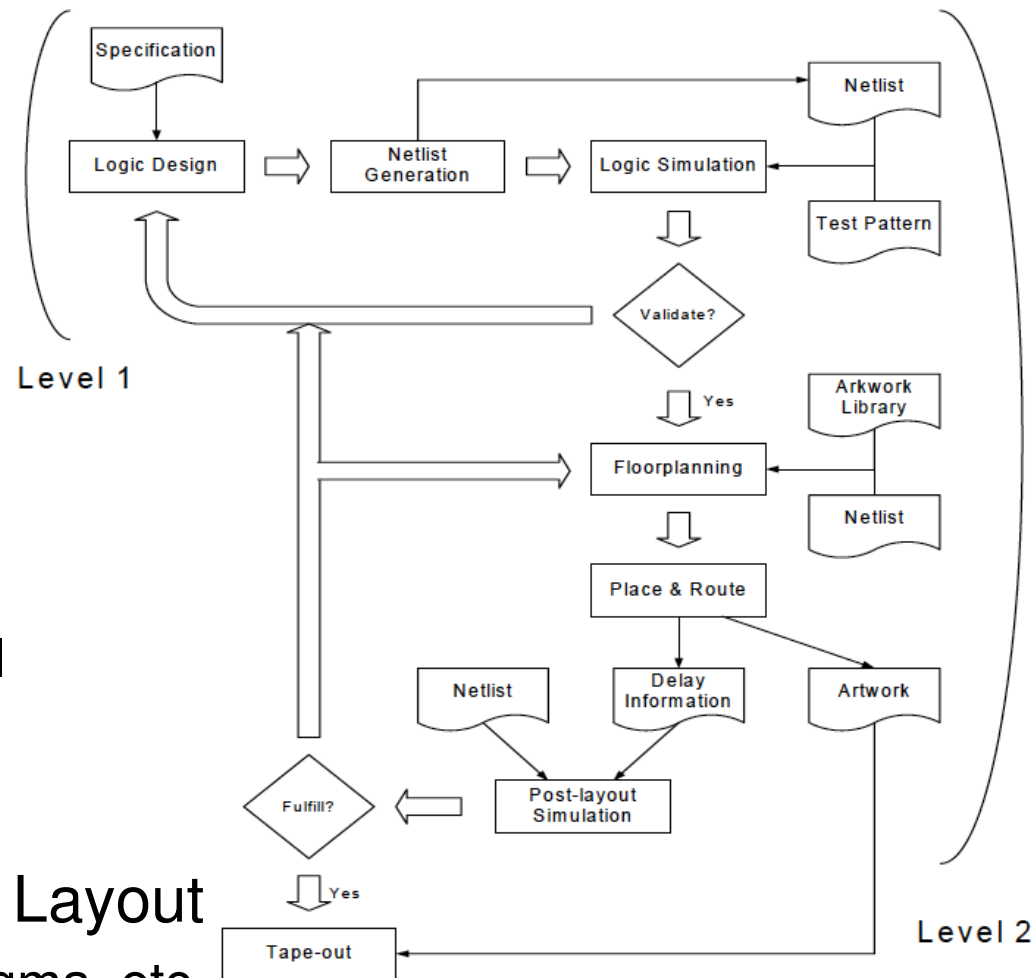 Specification
Netlist
Logic Design
Netlist
Generation
Logic Simulation
Test Pattern
Validate?
Level 1
Yes
Arkwork
Library
Floorplanning
Netlist
Place & Route
Netlist
Delay
Information
Artwork
Fulfill?
Post-layout
Simulation
Yes
Layout
Level 2
Tape-out
etc